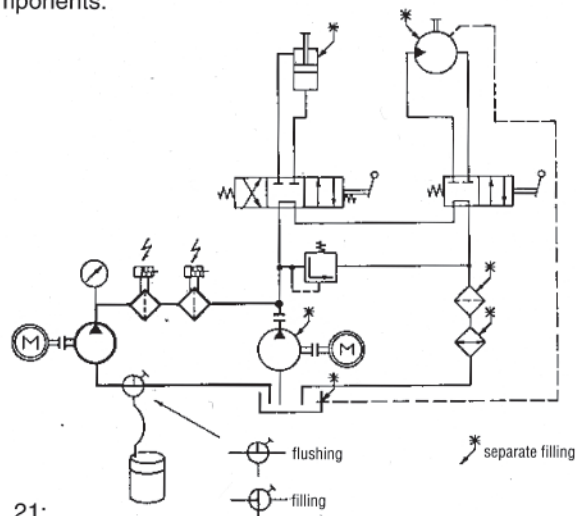 mponents.
M
M
flushing
separate filling
filling
21: